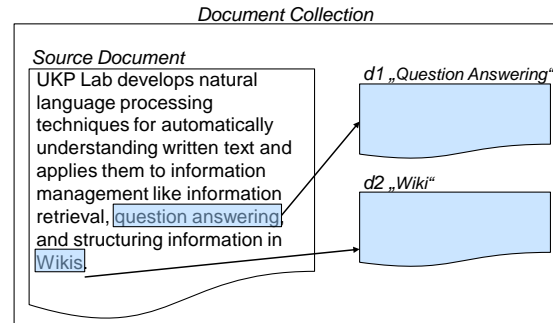 Document Collection
Source Document
UKP Lab develops natural
language processing
techniques for automatically
understanding written text and
applies them to information
management like information
retrieval, question answering,
and structuring information in
Wikis.
d1 „Question Answering“
d2 „Wiki“